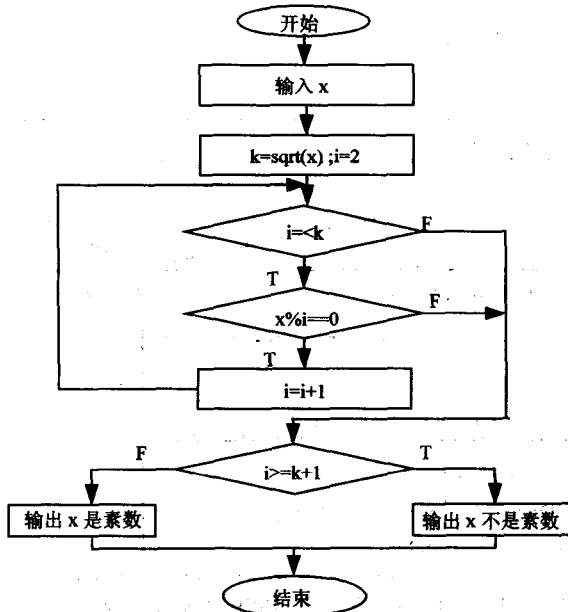 开始
输入 x
k=sqrt(x) ;i=2
i=<k
F
T
x%i==0
F
T
i=i+1
F
i>=k+1
T
输出 x 是素数
输出 x 不是素数
结束